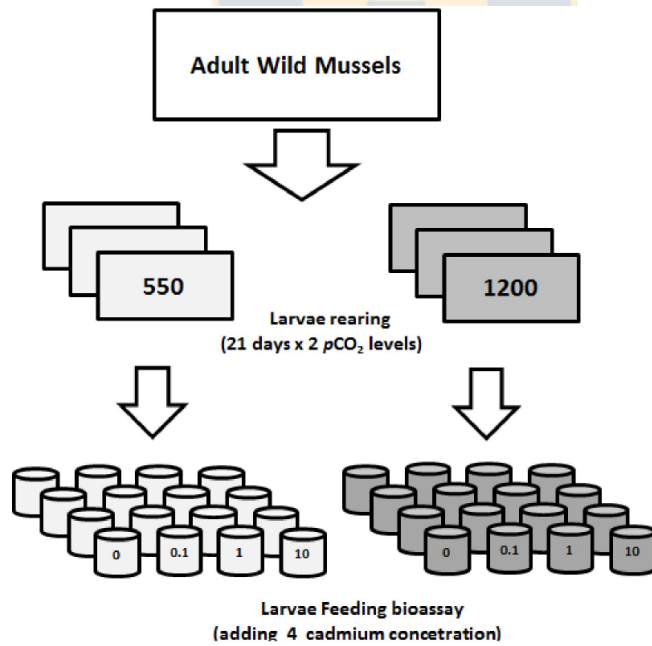 Adult Wild Mussels
550
1200
Larvae rearing
(21 days x 2 pCO₂ levels)
0 0.1 1 10
0 0.1 1 10
Larvae Feeding bioassay
(adding 4 cadmium concetration)